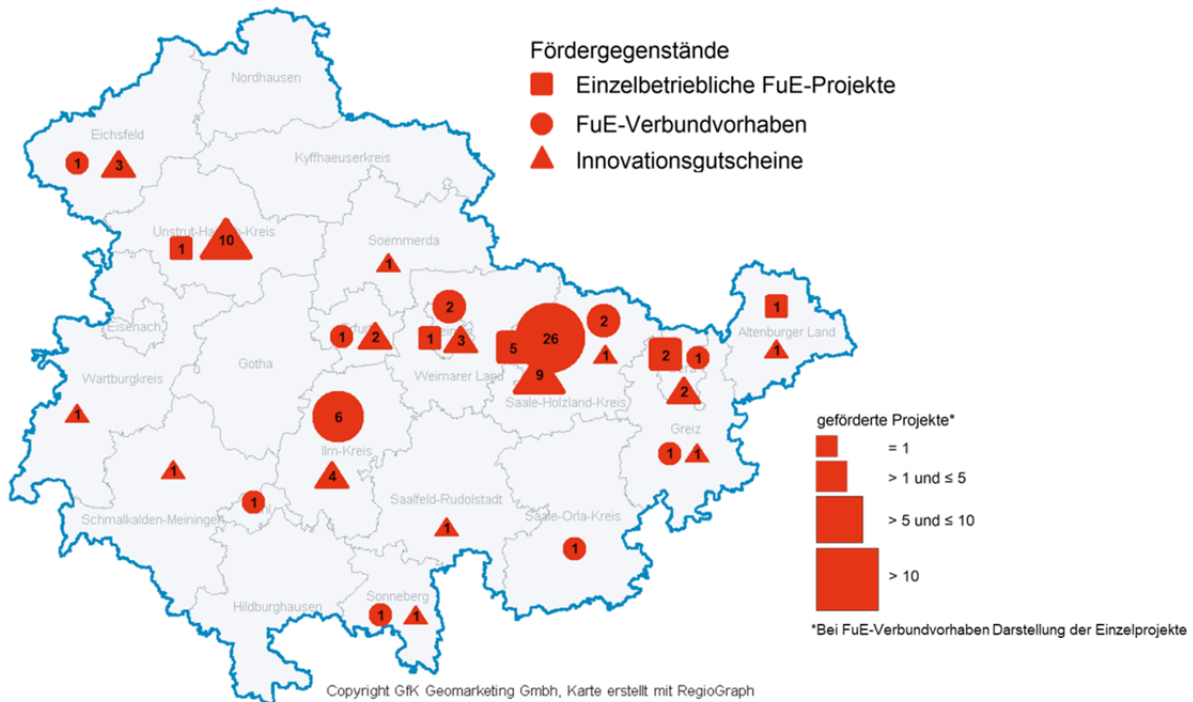 Fördergegenstände
Einzelbetriebliche FuE-Projekte
FuE-Verbundvorhaben
Innovationsgutscheine
Nordhausen
Eichsfeld
1
3
Kyffhaeuserkreis
10
1
Soemmerda
1
Eisenach
Gotha
1
2
2
1
3
5
26
9
2
1
2
1
2
1
Altenburger Land
1
Wartburgkreis
1
Weimarer Land
Saale-Holzland-Kreis
6
Ilm-Kreis
4
Greiz
1
1
1
1
Schmalkalden-Meiningen
Saalfeld-Rudolstadt
1
Saale-Orla-Kreis
1
Hildburghausen
Sonneberg
1
1
geförderte Projekte*
= 1
> 1 und ≤ 5
> 5 und ≤ 10
> 10
*Bei FuE-Verbundvorhaben Darstellung der Einzelprojekte
Copyright GfK Geomarketing Gmbh, Karte erstellt mit RegioGraph